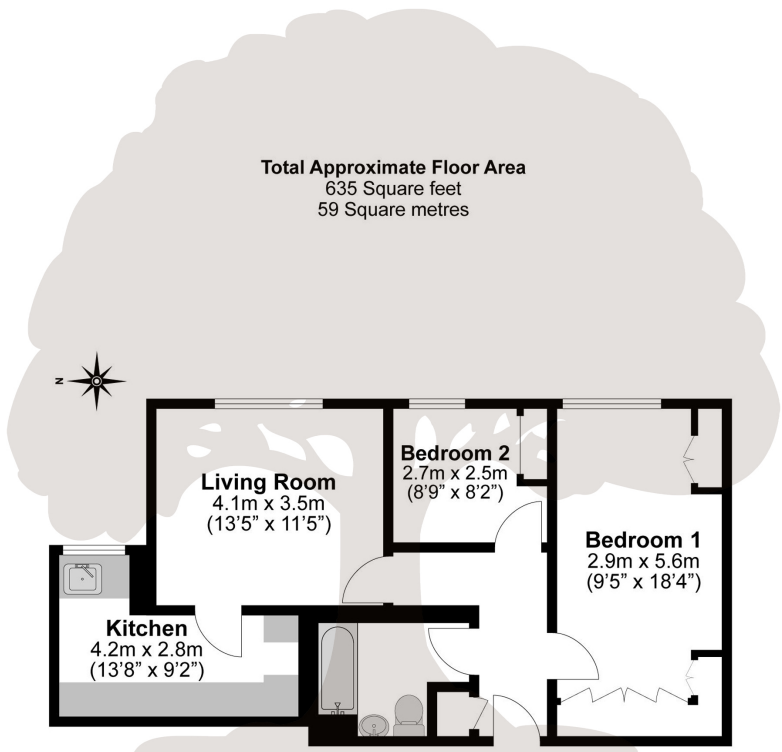 Total Approximate Floor Area
635 Square feet
59 Square metres
N
Living Room
4.1m x 3.5m
(13’5” x 11’5”)
Bedroom 2
2.7m x 2.5m
(8’9” x 8’2”)
Bedroom 1
2.9m x 5.6m
(9’5” x 18’4”)
Kitchen
4.2m x 2.8m
(13’8” x 9’2”)